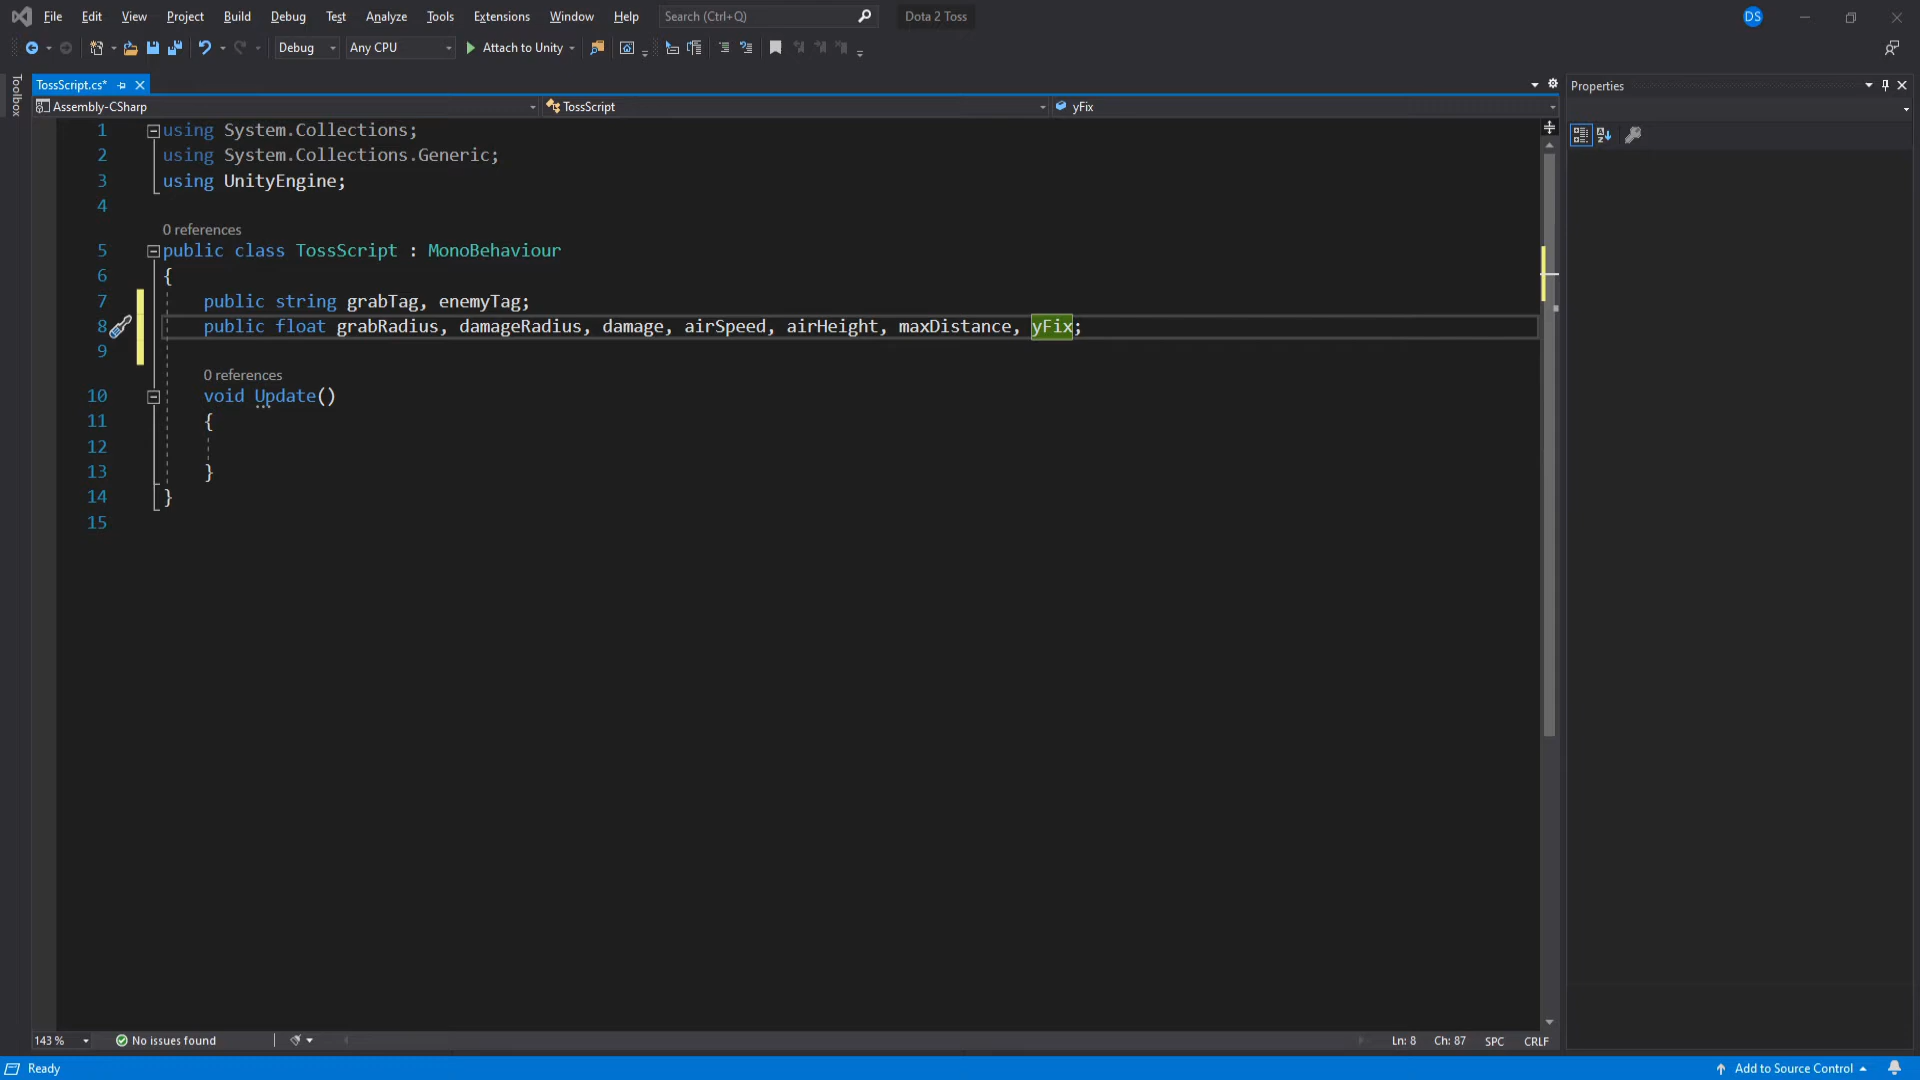 File Edit View Project Build Debug Test Analyze Tools Extensions Window Help Search (Ctrl+Q) Dota 2 Toss DS
Debug Any CPU Attach to Unity
Toolbox
TossScript.cs*
Assembly-CSharp TossScript yFix
Properties
1 using System.Collections;
2 using System.Collections.Generic;
3 using UnityEngine;
4
0 references
5 public class TossScript : MonoBehaviour
6 {
7 public string grabTag, enemyTag;
8 public float grabRadius, damageRadius, damage, airSpeed, airHeight, maxDistance, yFix;
9
0 references
10 void Update()
11 {
12
13 }
14 }
15
143 % No issues found Ln: 8 Ch: 87 SPC CRLF
Ready Add to Source Control